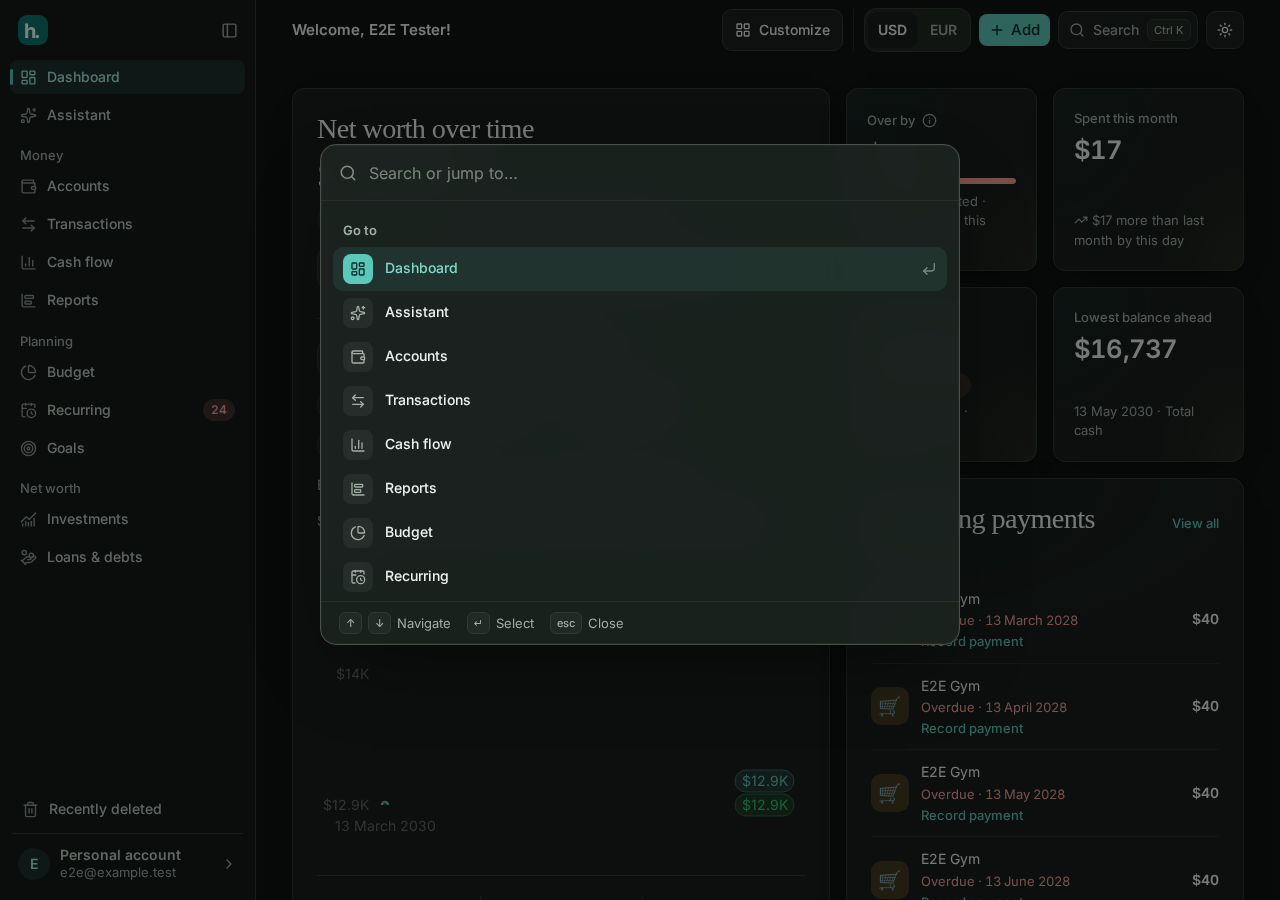 h.
Dashboard
Assistant
Money
Accounts
Transactions
Cash flow
Reports
Planning
Budget
Recurring
24
Goals
Net worth
Investments
Loans & debts
Recently deleted
E
Personal account
e2e@example.test
Welcome, E2E Tester!
Customize
USD
EUR
Add
Search
Ctrl K
Net worth over time
Over by
ted ·
this
Spent this month
$17
$17 more than last
month by this day
Lowest balance ahead
$16,737
13 May 2030 · Total
cash
Search or jump to...
Go to
Dashboard
Assistant
Accounts
Transactions
Cash flow
Reports
Budget
Recurring
Navigate
Select
esc
Close
$14K
$12.9K
13 March 2030
$12.9K
$12.9K
ng payments
View all
ym
ue · 13 March 2028
Record payment
$40
E2E Gym
Overdue · 13 April 2028
Record payment
$40
E2E Gym
Overdue · 13 May 2028
Record payment
$40
E2E Gym
Overdue · 13 June 2028
$40